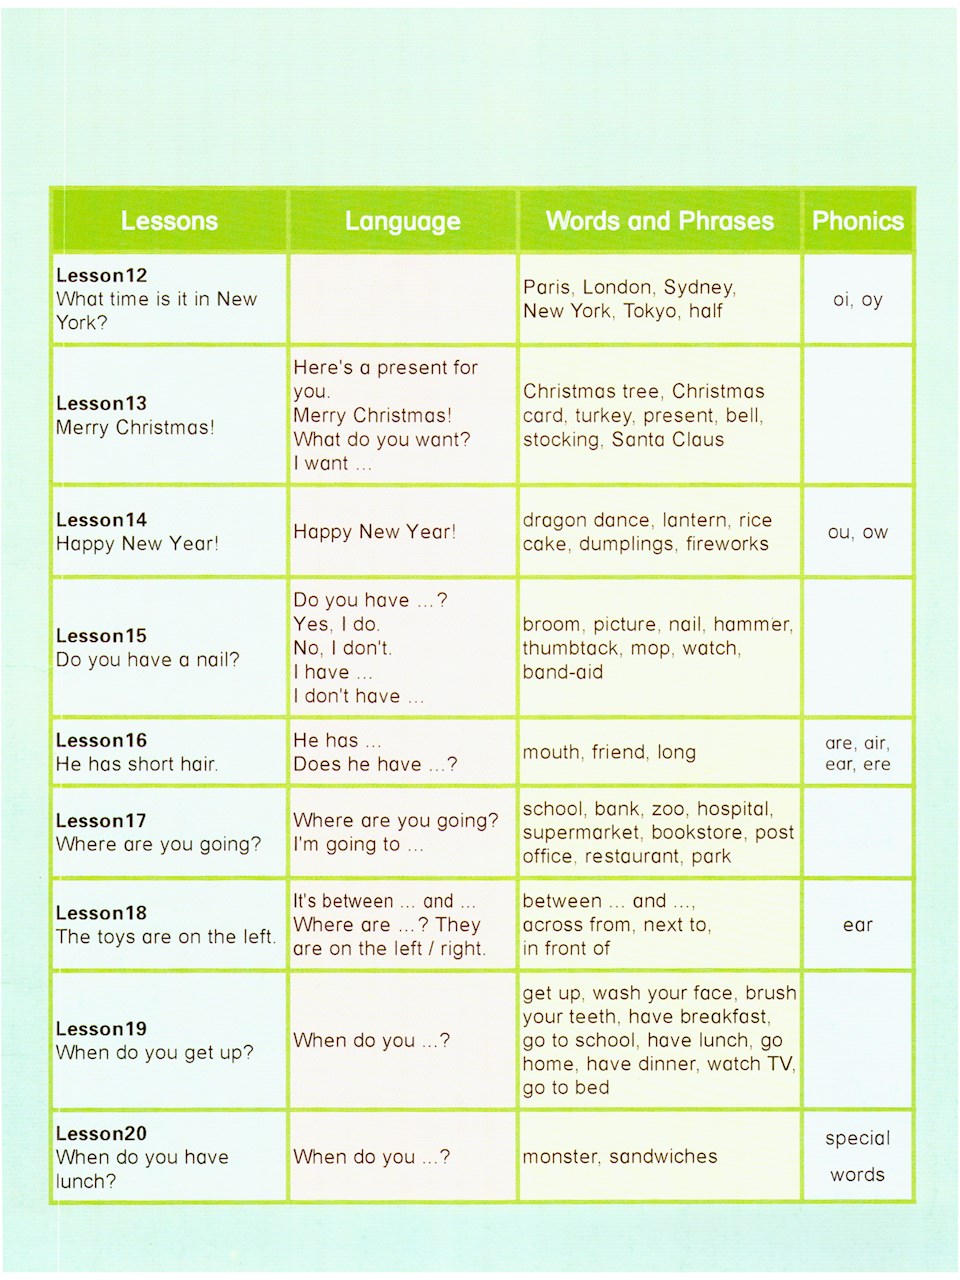 Lessons Language Words and Phrases Phonics
Lesson12
What time is it in New
York?
Paris, London, Sydney,
New York, Tokyo, half
oi, oy
Lesson13
Merry Christmas!
Here's a present for
you.
Merry Christmas!
What do you want?
I want ...
Christmas tree, Christmas
card, turkey, present, bell,
stocking, Santa Claus
Lesson14
Happy New Year!
Happy New Year!
dragon dance, lantern, rice
cake, dumplings, fireworks
ou, ow
Lesson15
Do you have a nail?
Do you have ...?
Yes, I do.
No, I don't.
I have ...
I don't have ...
broom, picture, nail, hammer,
thumbtack, mop, watch,
band-aid
Lesson16
He has short hair.
He has ...
Does he have ...?
mouth, friend, long
are, air,
ear, ere
Lesson17
Where are you going?
Where are you going?
I'm going to ...
school, bank, zoo, hospital,
supermarket, bookstore, post
office, restaurant, park
Lesson18
The toys are on the left.
It's between ... and ...
Where are ...? They
are on the left / right.
between ... and ...,
across from, next to,
in front of
ear
Lesson19
When do you get up?
When do you ...?
get up, wash your face, brush
your teeth, have breakfast,
go to school, have lunch, go
home, have dinner, watch TV,
go to bed
Lesson20
When do you have
lunch?
When do you ...?
monster, sandwiches
special
words